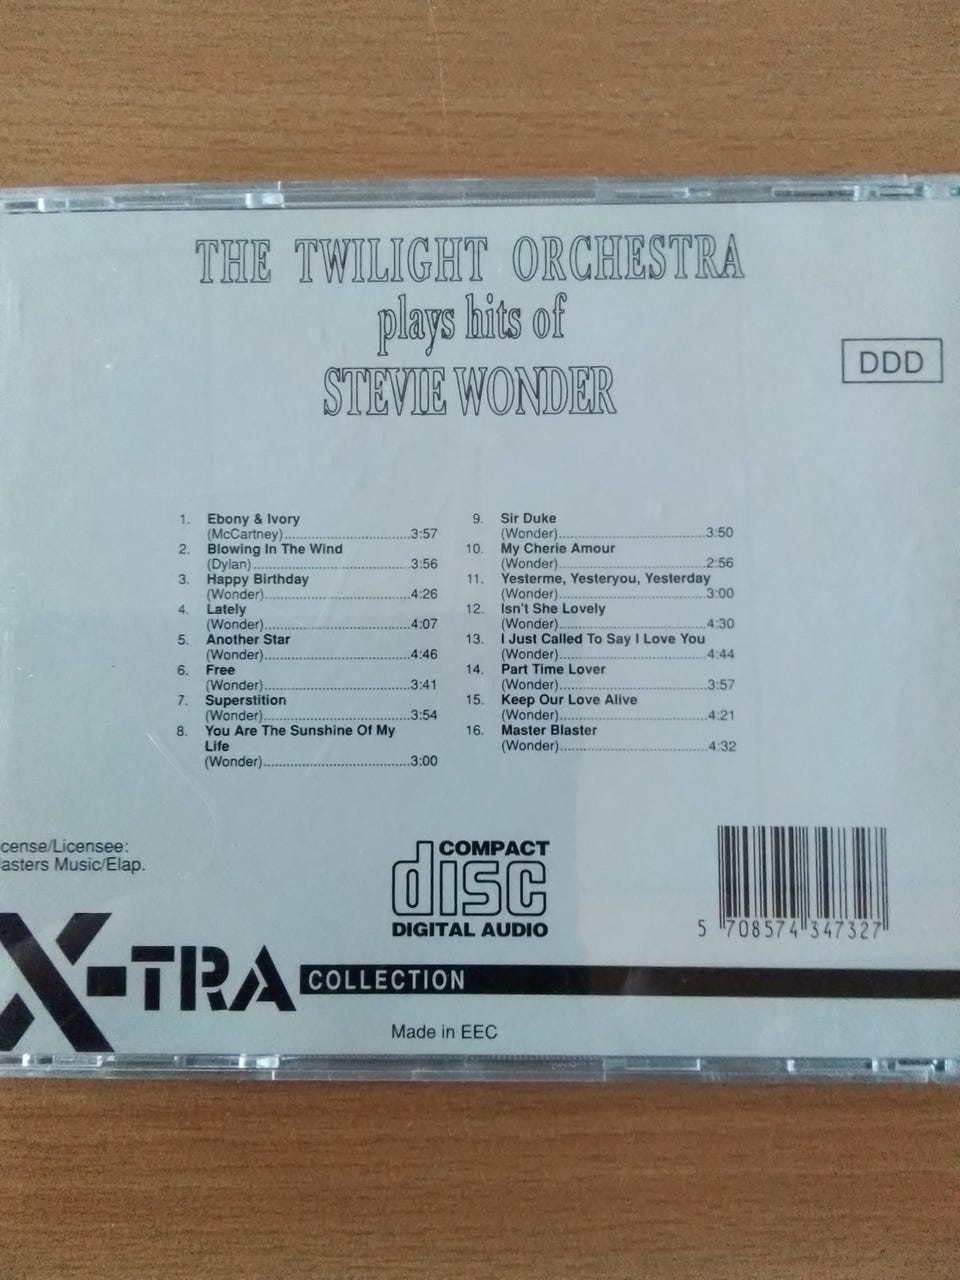 THE TWILIGHT ORCHESTRA
plays hits of
STEVIE WONDER
DDD
1. Ebony & Ivory
(McCartney)................................3:57
2. Blowing In The Wind
(Dylan)........................................3:56
3. Happy Birthday
(Wonder)......................................4:26
4. Lately
(Wonder)......................................4:07
5. Another Star
(Wonder)......................................4:46
6. Free
(Wonder)......................................3:41
7. Superstition
(Wonder)......................................3:54
8. You Are The Sunshine Of My
Life
(Wonder)......................................3:00
9. Sir Duke
(Wonder)......................................3:50
10. My Cherie Amour
(Wonder)......................................2:56
11. Yesterme, Yesteryou, Yesterday
(Wonder)......................................3:00
12. Isn't She Lovely
(Wonder)......................................4:30
13. I Just Called To Say I Love You
(Wonder)......................................4:44
14. Part Time Lover
(Wonder)......................................3:57
15. Keep Our Love Alive
(Wonder)......................................4:21
16. Master Blaster
(Wonder)......................................4:32
cense/Licensee:
asters Music/Elap.
COMPACT
disc
DIGITAL AUDIO
5 708574 347327
X-TRA COLLECTION
Made in EEC